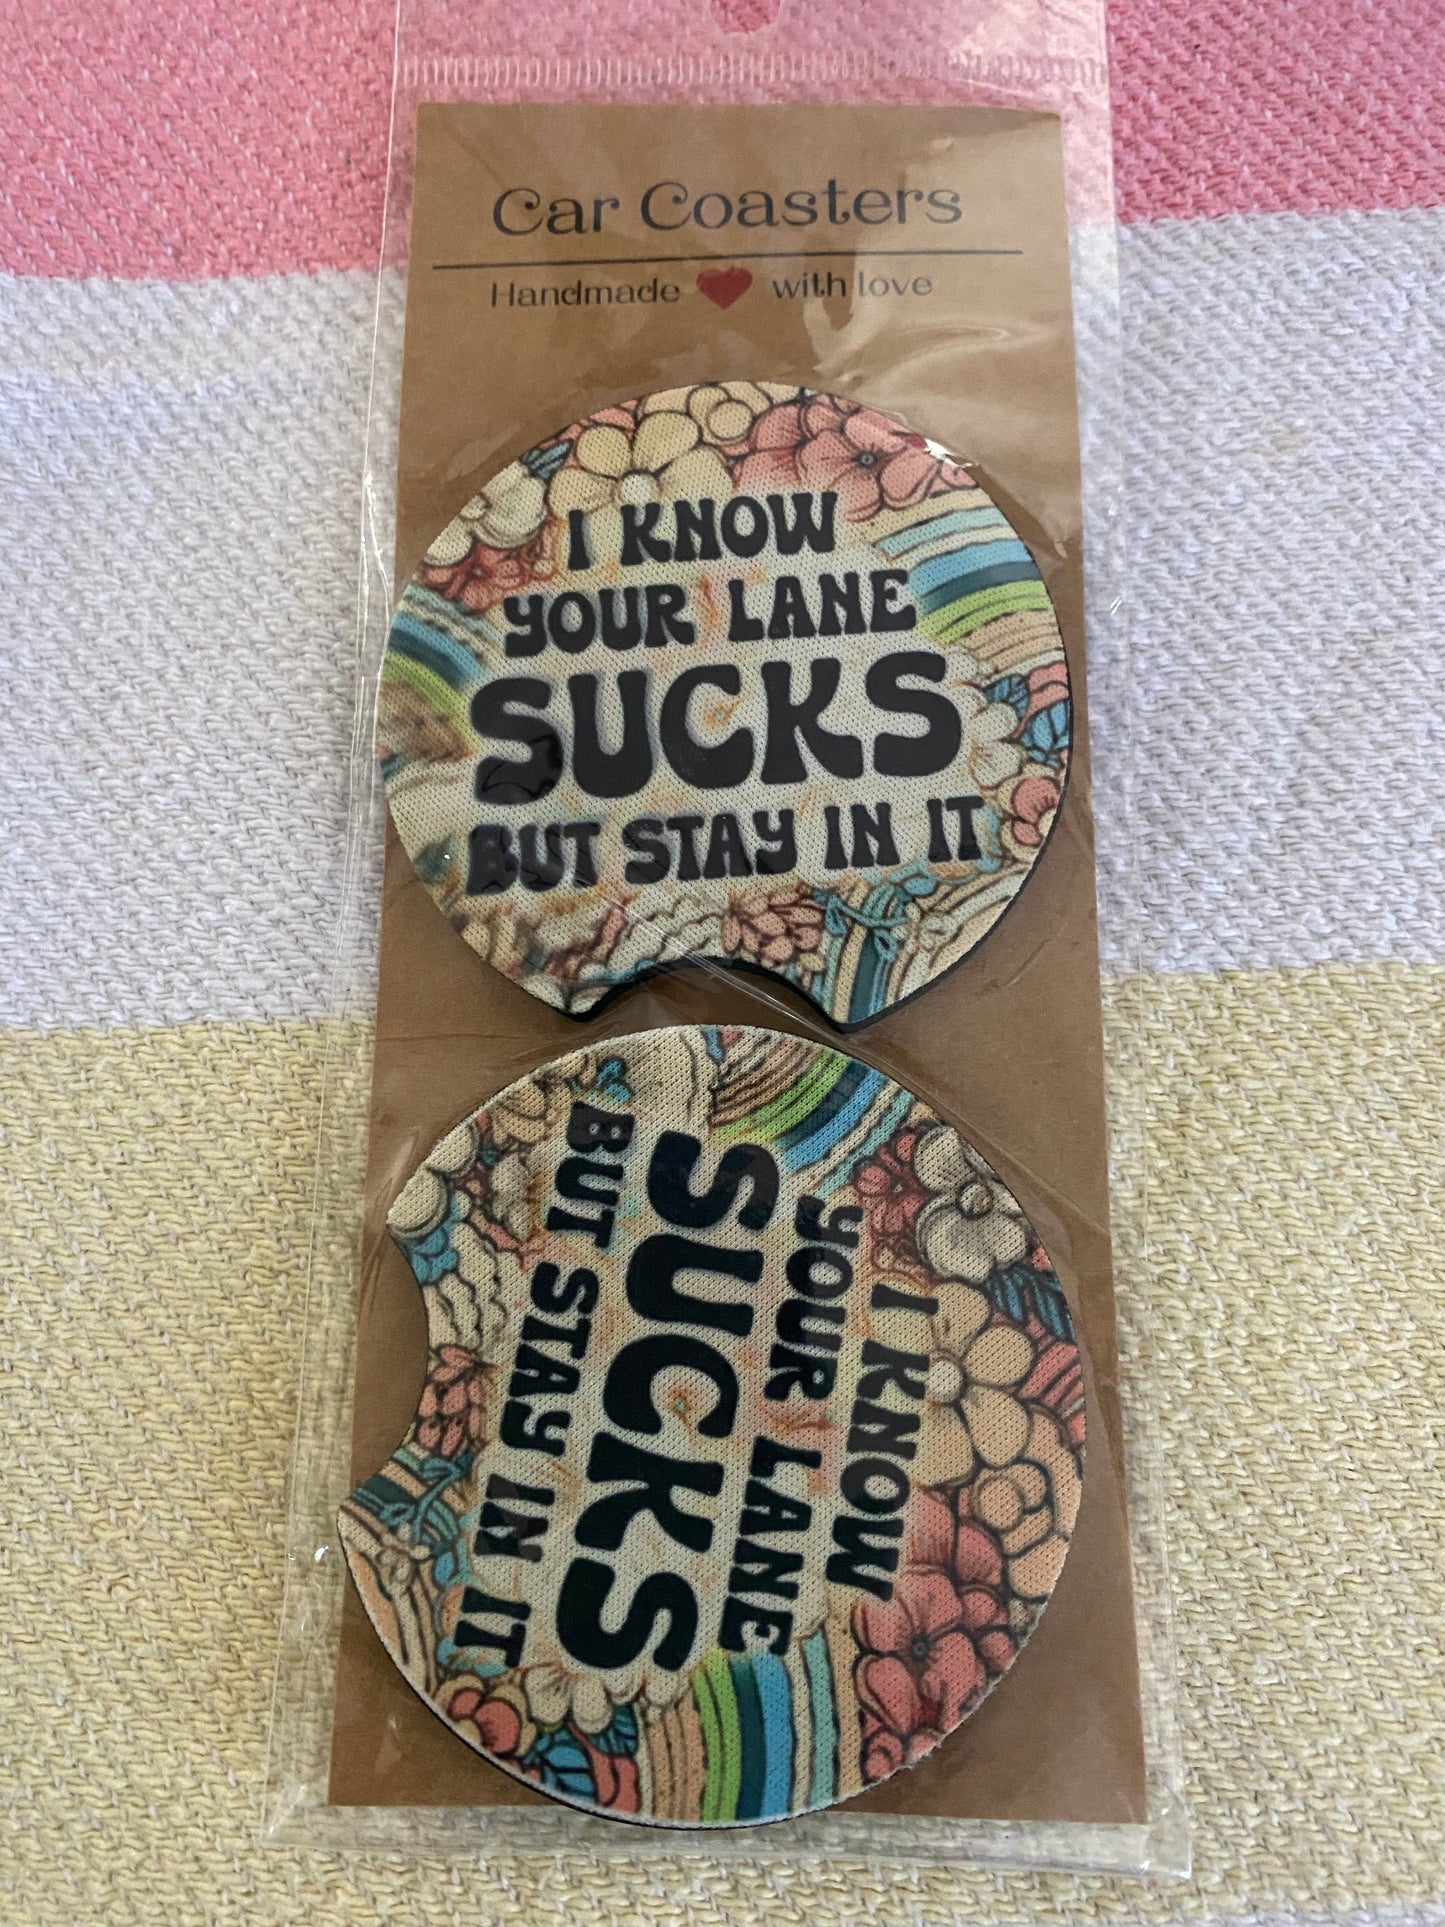 Car Coasters
Handmade with love
I KNOW
YOUR LANE
SUCKS
BUT STAY IN IT
I KNOW
YOUR LANE
SUCKS
BUT STAY IN IT